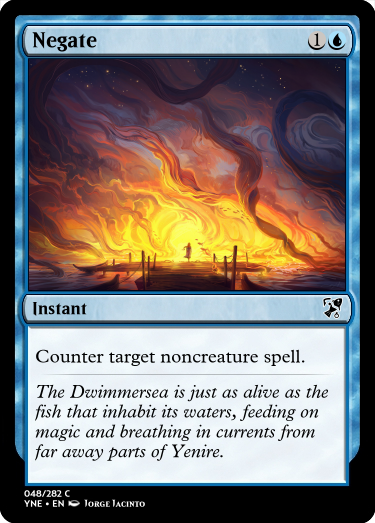 Negate 1
Instant
Counter target noncreature spell.
The Dwimmersea is just as alive as the
fish that inhabit its waters, feeding on
magic and breathing in currents from
far away parts of Yenire.
048/282 C
YNE • EN Jorge Jacinto